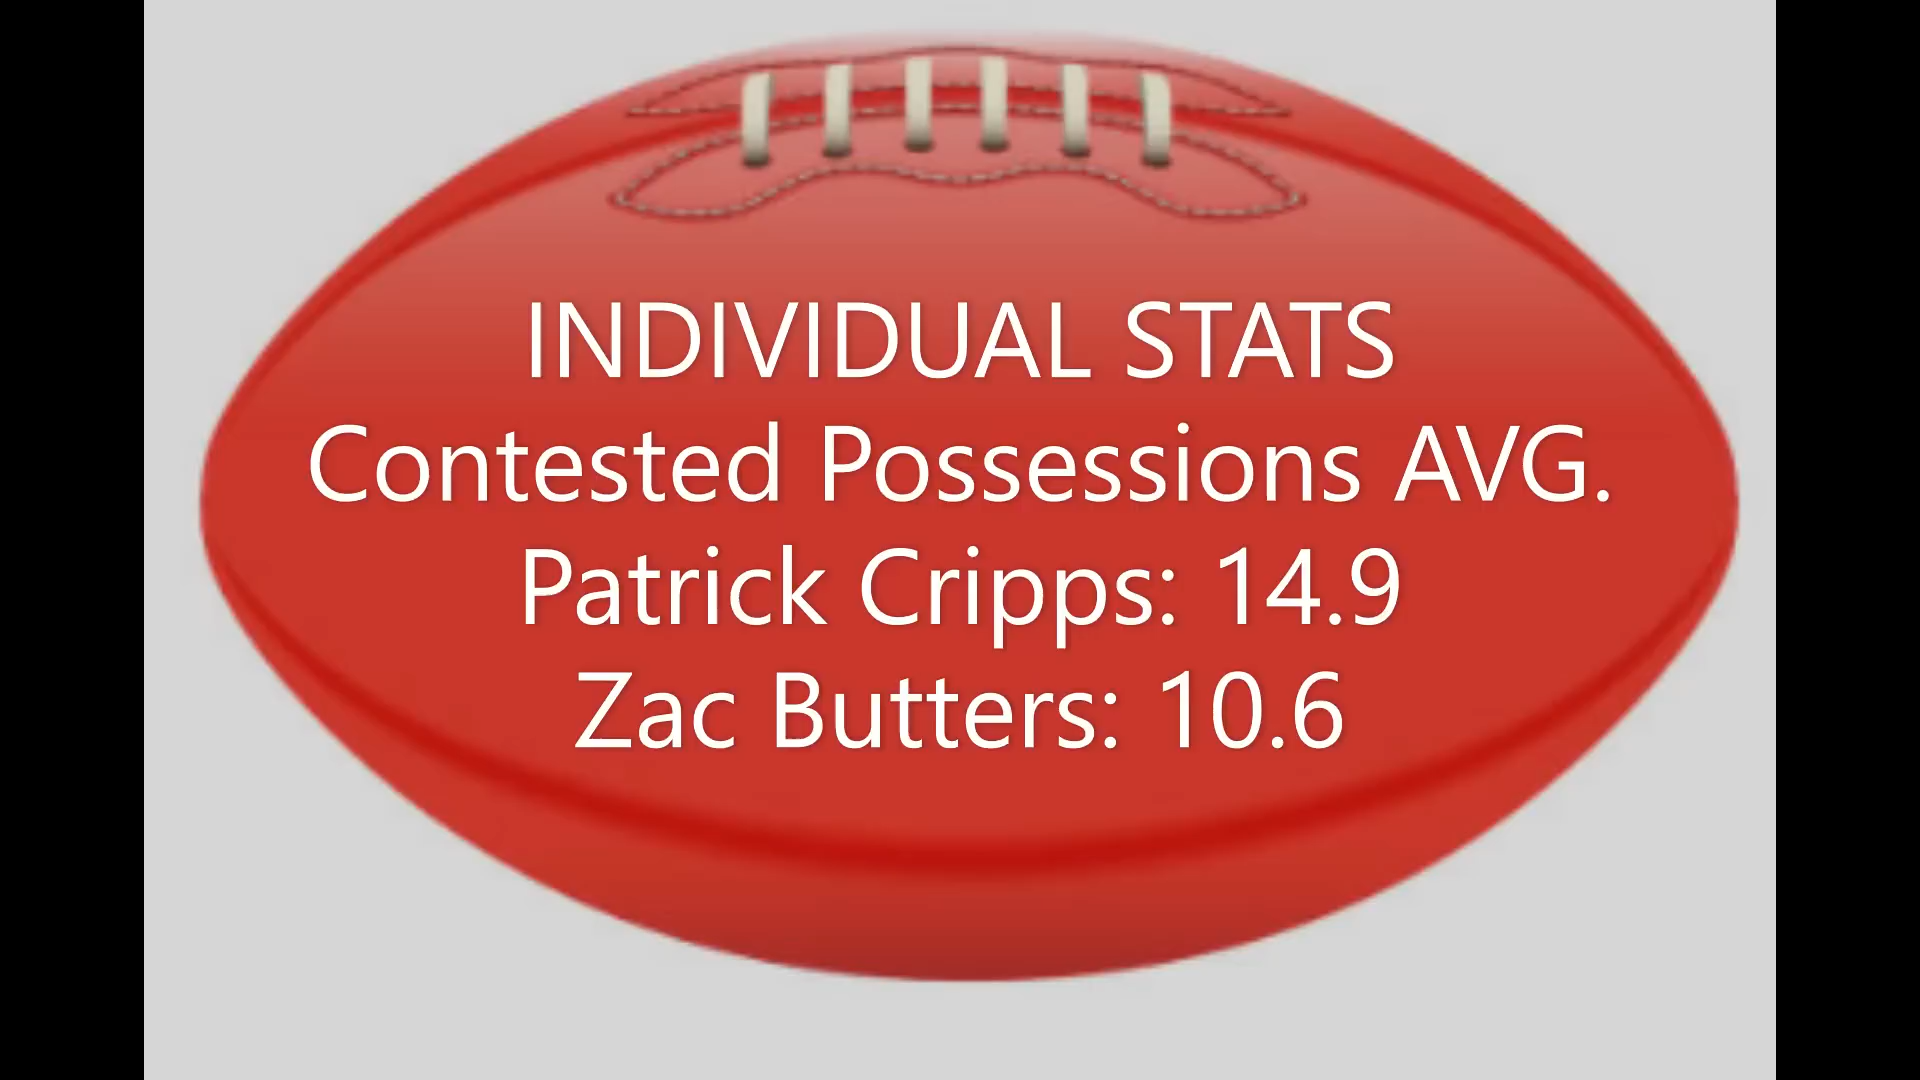 INDIVIDUAL STATS
Contested Possessions AVG.
Patrick Cripps: 14.9
Zac Butters: 10.6